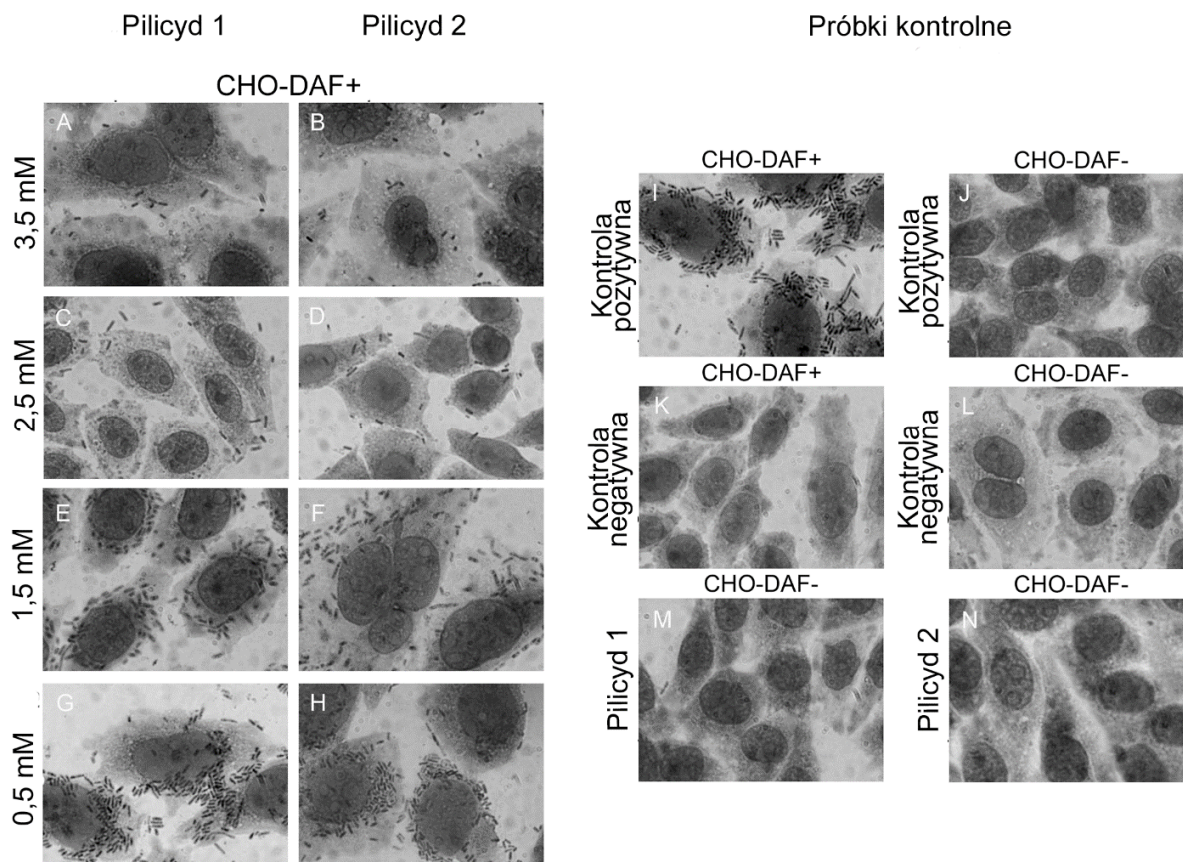 Pilicyd 1
Pilicyd 2
CHO-DAF+
3,5 mM
A
B
2,5 mM
C
D
1,5 mM
E
F
0,5 mM
G
H
Próbki kontrolne
CHO-DAF+
CHO-DAF-
Kontrola
pozytywna
I
Kontrola
pozytywna
J
CHO-DAF+
CHO-DAF-
Kontrola
negatywna
K
Kontrola
negatywna
L
CHO-DAF-
CHO-DAF-
Pilicyd 1
M
Pilicyd 2
N